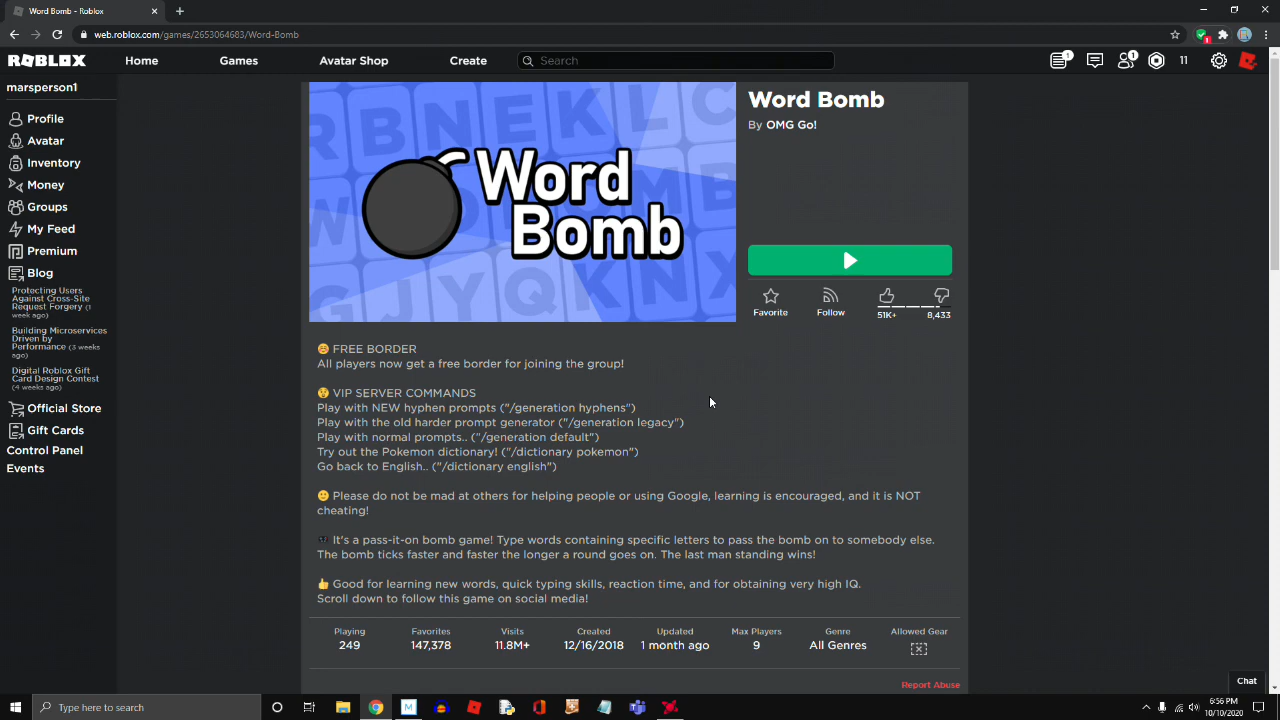 Word Bomb - Roblox
web.roblox.com/games/2653064683/Word-Bomb
1
ROBLOX
Home
Games
Avatar Shop
Create
Search
1
1
11
marsperson1
Profile
Avatar
Inventory
Money
Groups
My Feed
Premium
Blog
Protecting Users
Against Cross-Site
Request Forgery (1
week ago)
Building Microservices
Driven by
Performance (3 weeks
ago)
Digital Roblox Gift
Card Design Contest
(4 weeks ago)
Official Store
Gift Cards
Control Panel
Events
R B N E K L C
Word
Bomb
G J Y Q K N X
Word Bomb
By OMG Go!
Favorite
Follow
51K+
8,433
FREE BORDER
All players now get a free border for joining the group!
VIP SERVER COMMANDS
Play with NEW hyphen prompts ("/generation hyphens")
Play with the old harder prompt generator ("/generation legacy")
Play with normal prompts.. ("/generation default")
Try out the Pokemon dictionary! ("/dictionary pokemon")
Go back to English.. ("/dictionary english")
Please do not be mad at others for helping people or using Google, learning is encouraged, and it is NOT
cheating!
It's a pass-it-on bomb game! Type words containing specific letters to pass the bomb on to somebody else.
The bomb ticks faster and faster the longer a round goes on. The last man standing wins!
Good for learning new words, quick typing skills, reaction time, and for obtaining very high IQ.
Scroll down to follow this game on social media!
Playing
Favorites
Visits
Created
Updated
Max Players
Genre
Allowed Gear
249
147,378
11.8M+
12/16/2018
1 month ago
9
All Genres
Report Abuse
Chat
Type here to search
M
6:56 PM
10/10/2020